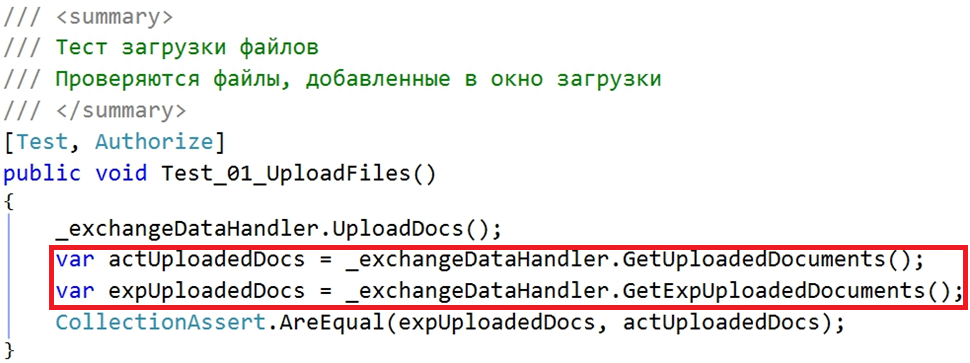 /// <summary>
/// Тест загрузки файлов
/// Проверяются файлы, добавленные в окно загрузки
/// </summary>
[Test, Authorize]
public void Test_01_UploadFiles()
{
_exchangeDataHandler.UploadDocs();
var actUploadedDocs = _exchangeDataHandler.GetUploadedDocuments();
var expUploadedDocs = _exchangeDataHandler.GetExpUploadedDocuments();
CollectionAssert.AreEqual(expUploadedDocs, actUploadedDocs);
}